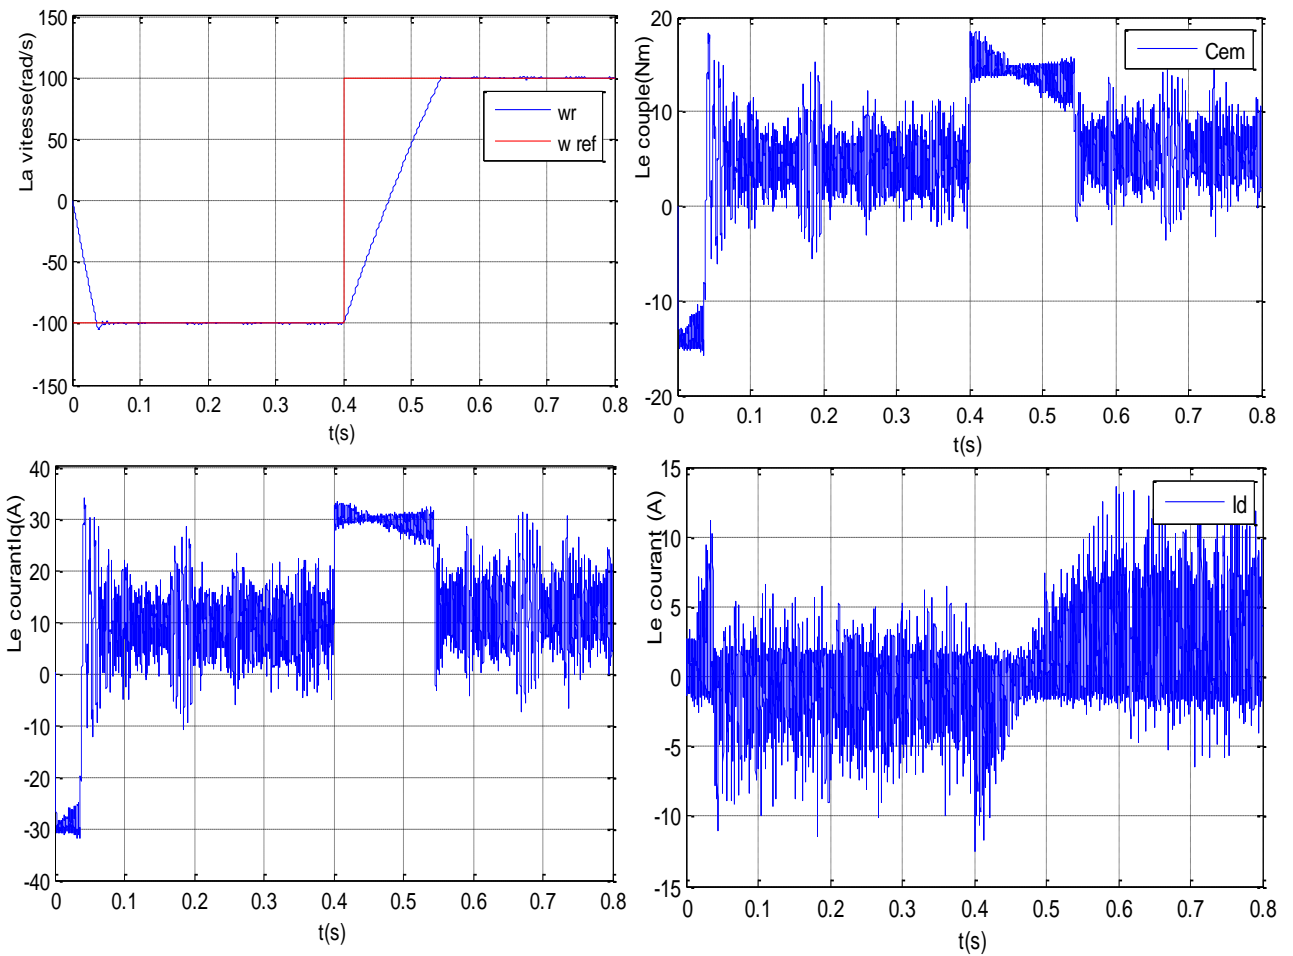 La vitesse(rad/s)
150
100
50
0
-50
-100
-150
wr
w ref
0 0.1 0.2 0.3 0.4 0.5 0.6 0.7 0.8
t(s)
Le couple(Nm)
20
10
0
-10
-20
Cem
0 0.1 0.2 0.3 0.4 0.5 0.6 0.7 0.8
t(s)
Le courantIq(A)
40
30
20
10
0
-10
-20
-30
-40
0 0.1 0.2 0.3 0.4 0.5 0.6 0.7 0.8
t(s)
Le courant (A)
15
10
5
0
-5
-10
-15
Id
0 0.1 0.2 0.3 0.4 0.5 0.6 0.7 0.8
t(s)